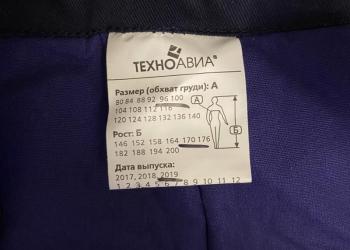 ТЕХНОАВИА®
Размер (обхват груди): А
80 84 88 92 96 100
104 108 112 116
120 124 128 132 136 140
А
Б
Рост: Б
146 152 158 164 170 176
182 188 194 200
Дата выпуска:
2017, 2018, 2019
1 2 3 4 5 6 7 8 9 10 11 12